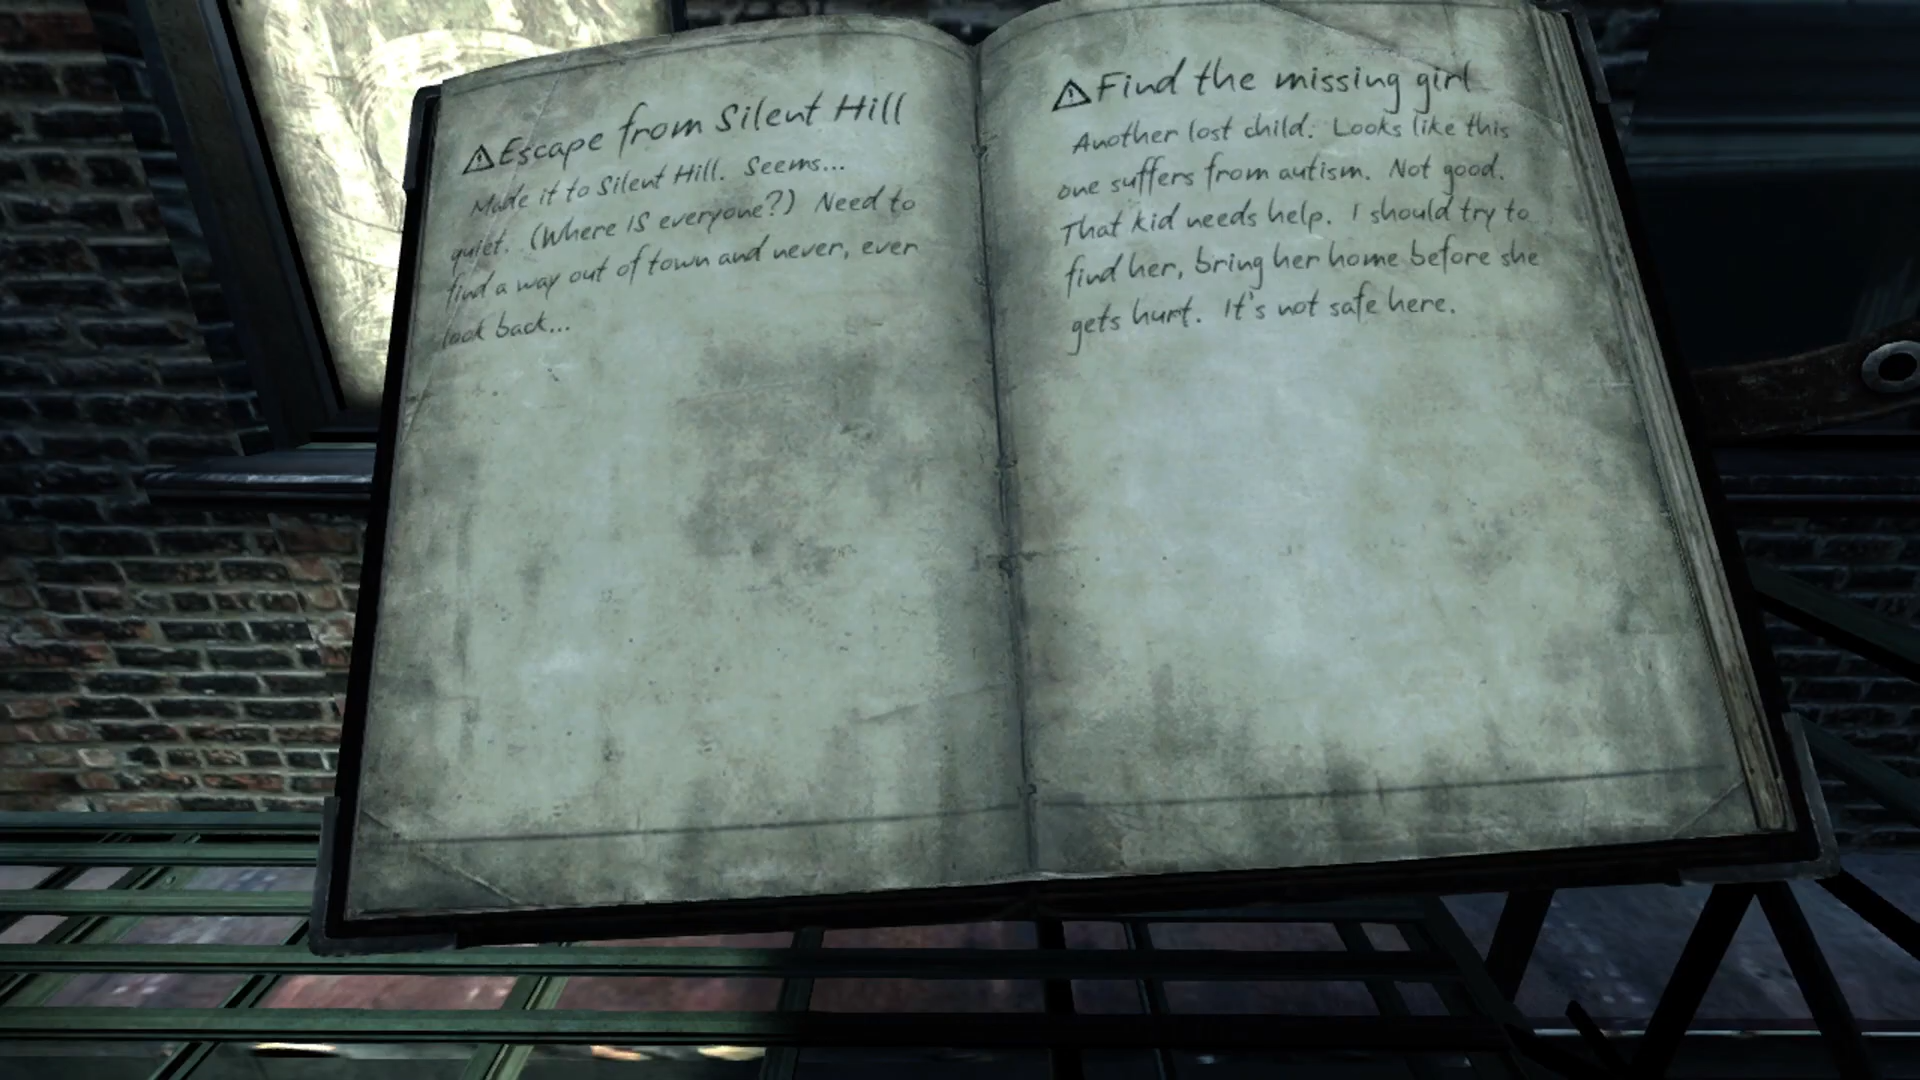 Escape from Silent Hill
Made it to Silent Hill. Seems...
quiet. (Where IS everyone?) Need to
find a way out of town and never, ever
look back...
Find the missing girl
Another lost child. Looks like this
one suffers from autism. Not good.
That kid needs help. I should try to
find her, bring her home before she
gets hurt. It's not safe here.